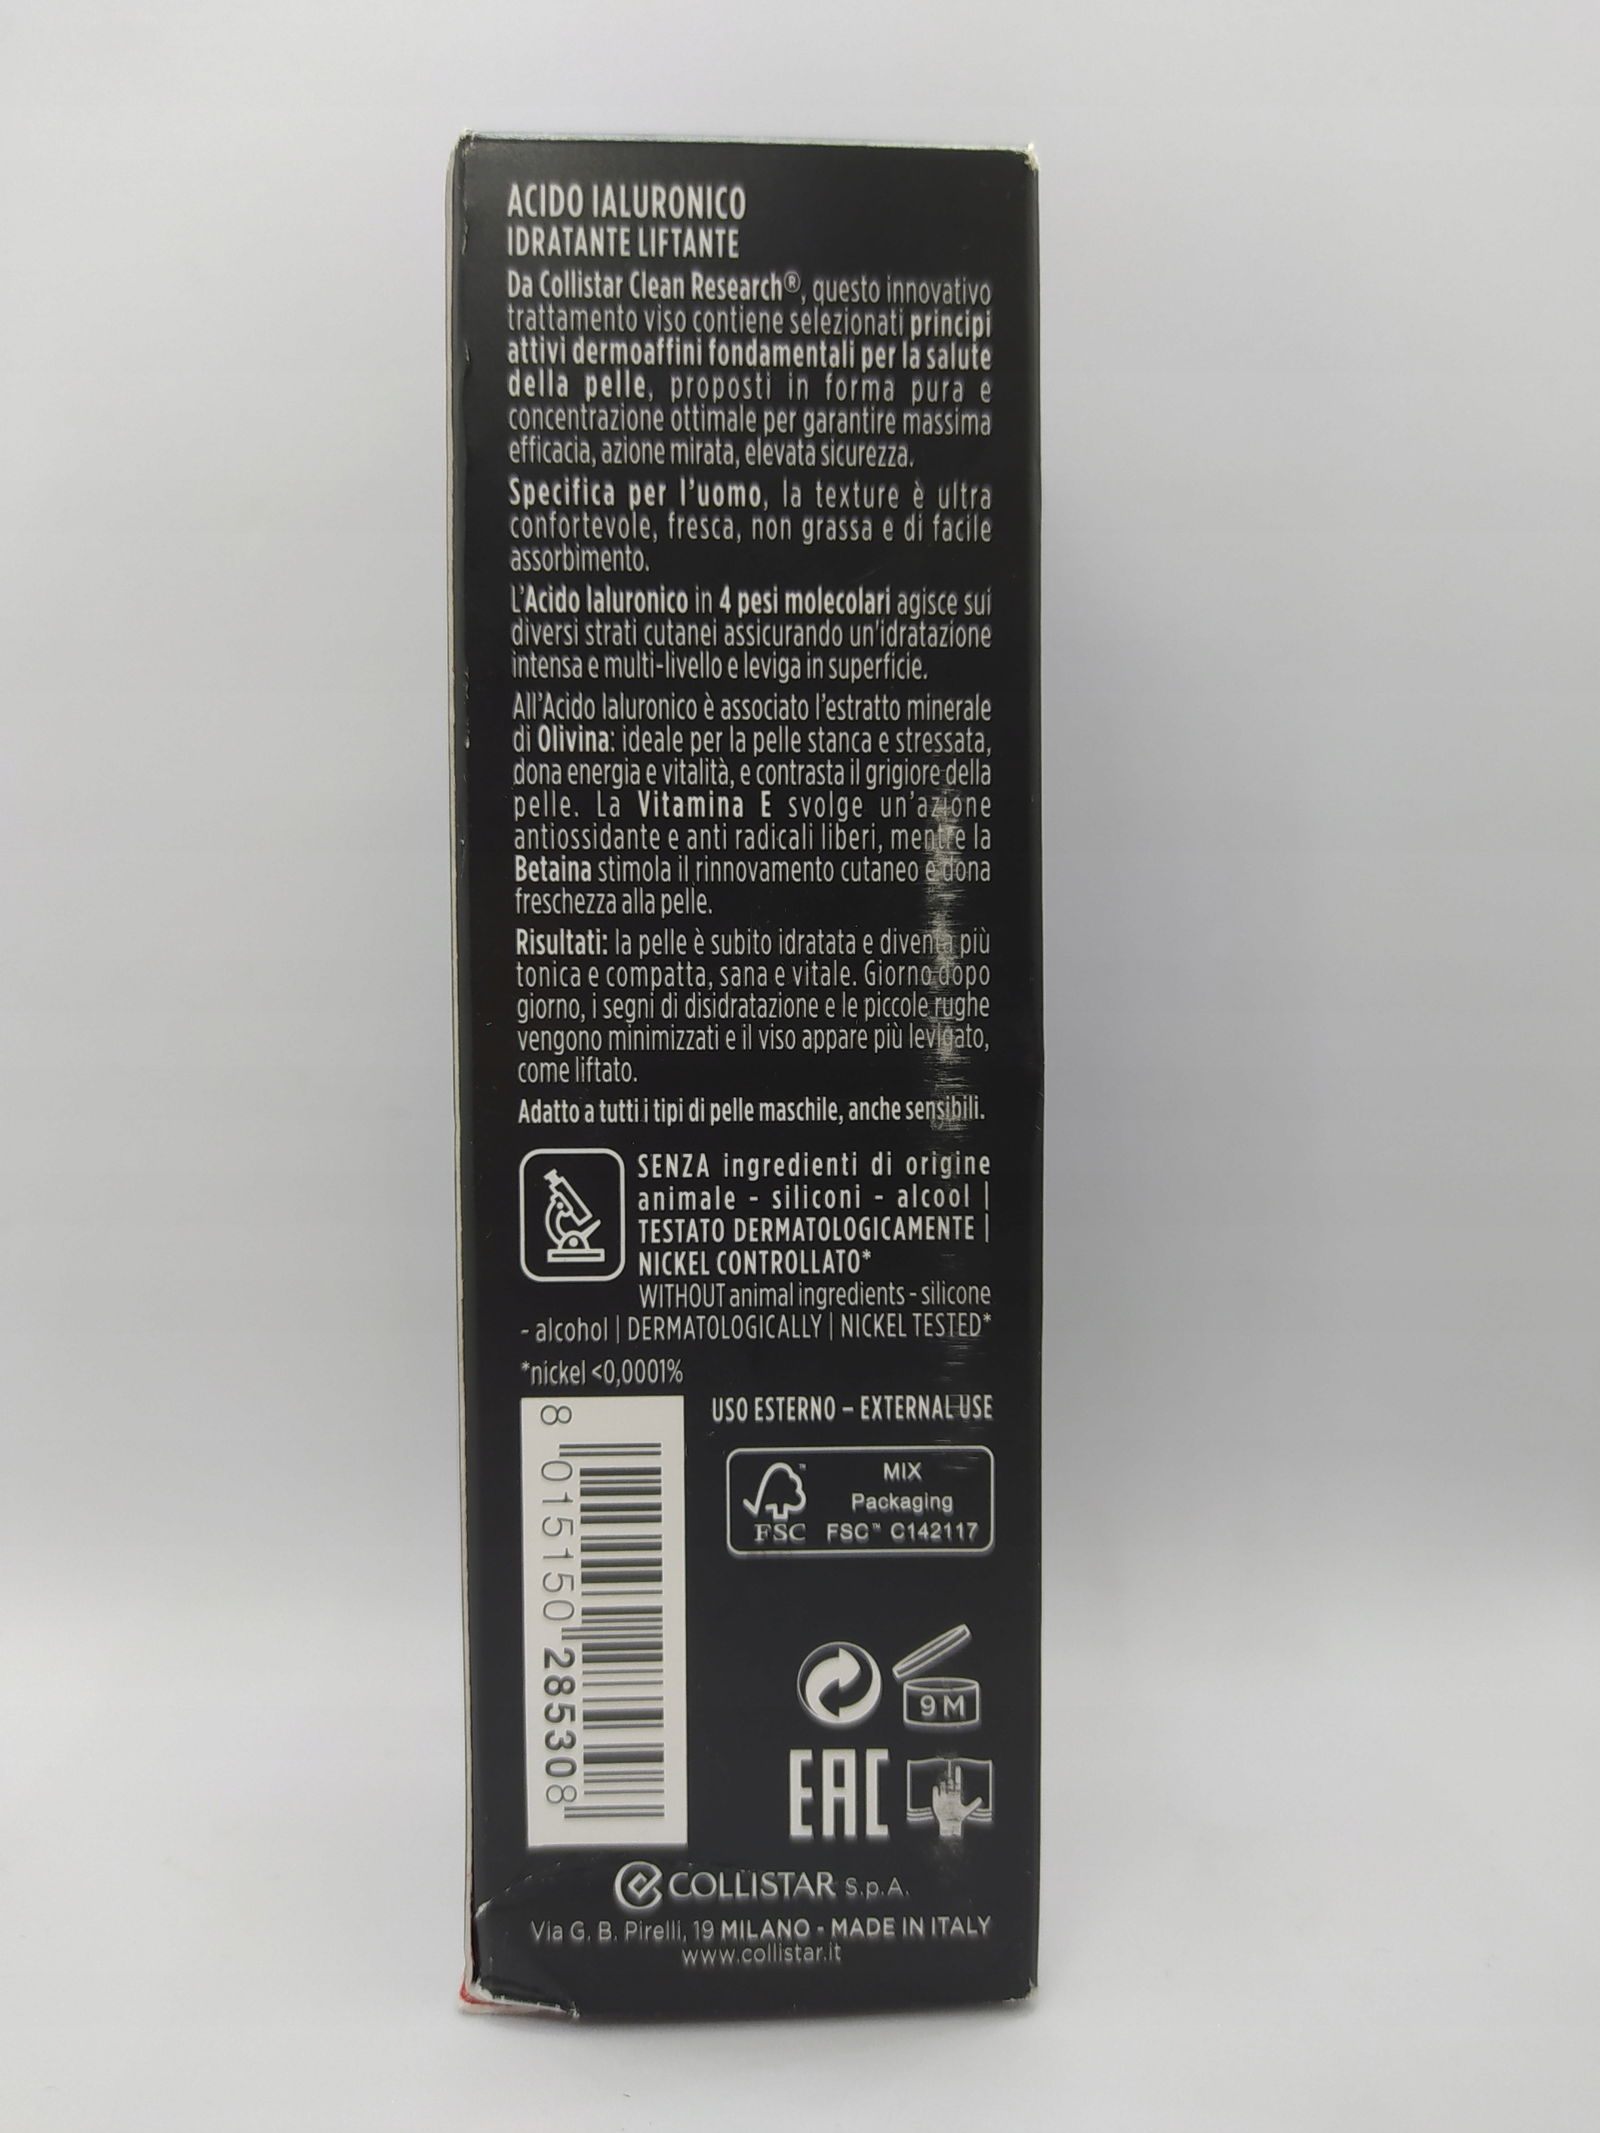 ACIDO IALURONICO
IDRATANTE LIFTANTE
Da Collistar Clean Research®, questo innovativo
trattamento viso contiene selezionati principi
attivi dermoaffini fondamentali per la salute
della pelle, proposti in forma pura e
concentrazione ottimale per garantire massima
efficacia, azione mirata, elevata sicurezza.
Specifica per l'uomo, la texture è ultra
confortevole, fresca, non grassa e di facile
assorbimento.
L'Acido Ialuronico in 4 pesi molecolari agisce sui
diversi strati cutanei assicurando un'idratazione
intensa e multi-livello e leviga in superficie.
All'Acido Ialuronico è associato l'estratto minerale
di Olivina: ideale per la pelle stanca e stressata,
dona energia e vitalità, e contrasta il grigiore della
pelle. La Vitamina E svolge un'azione
antiossidante e anti radicali liberi, mentre la
Betaina stimola il rinnovamento cutaneo e dona
freschezza alla pelle.
Risultati: la pelle è subito idratata e diventa più
tonica e compatta, sana e vitale. Giorno dopo
giorno, i segni di disidratazione e le piccole rughe
vengono minimizzati e il viso appare più levigato,
come liftato.
Adatto a tutti i tipi di pelle maschile, anche sensibili.
SENZA ingredienti di origine
animale - siliconi - alcool |
TESTATO DERMATOLOGICAMENTE |
NICKEL CONTROLLATO*
WITHOUT animal ingredients - silicone
- alcohol | DERMATOLOGICALLY | NICKEL TESTED*
*nickel <0,0001%
USO ESTERNO – EXTERNAL USE
MIX
Packaging
FSC™ C142117
FSC™
8 015150 285308
9 M
EAC
COLLISTAR S.p.A.
Via G. B. Pirelli, 19 MILANO - MADE IN ITALY
www.collistar.it